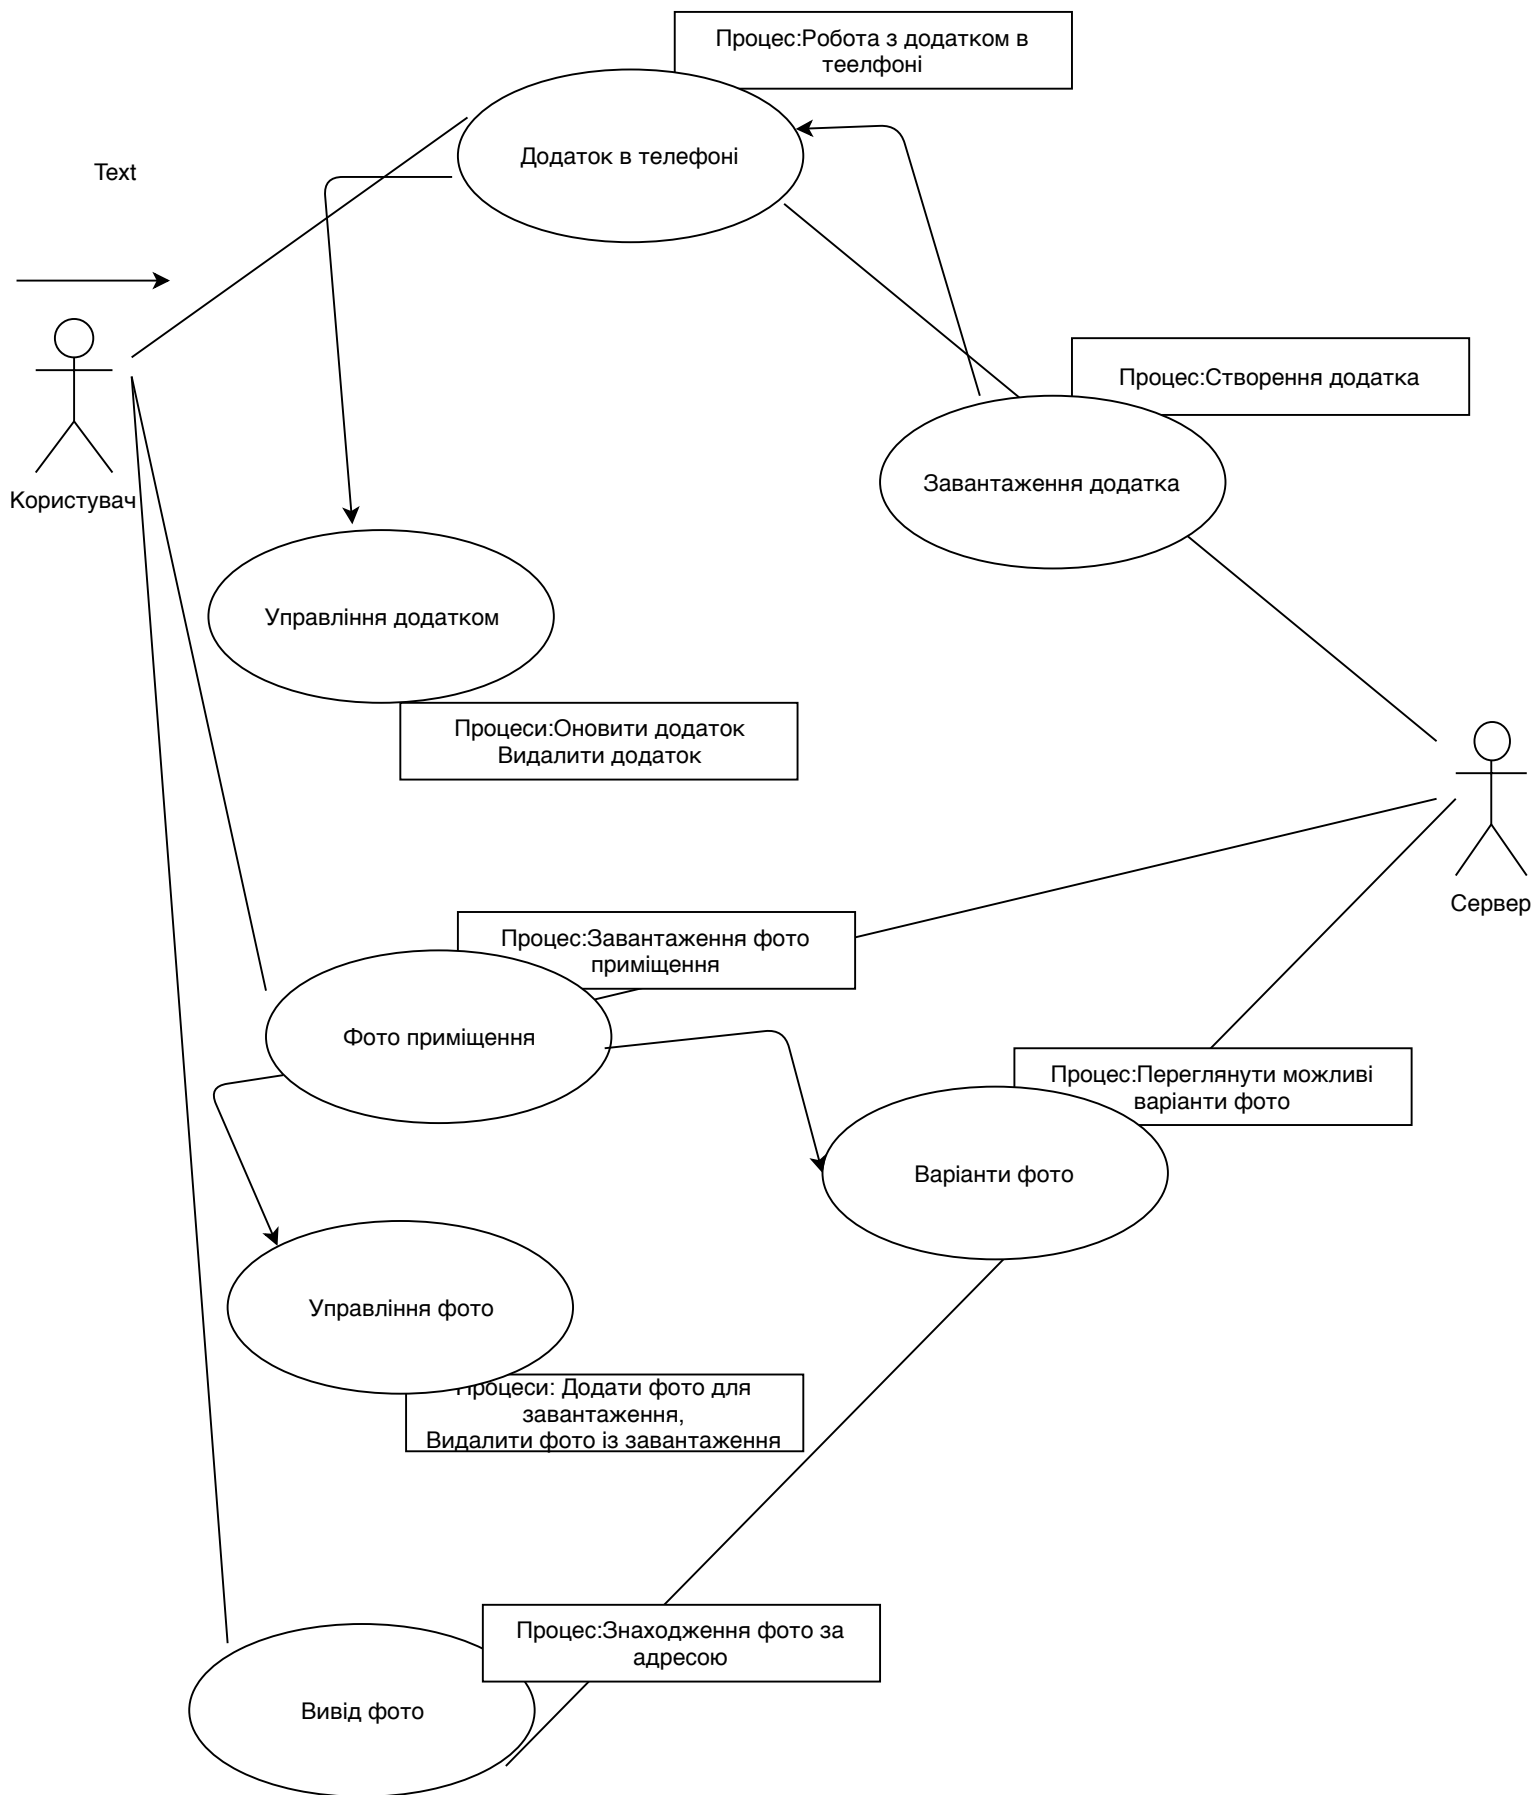 Процес:Робота з додатком в
теелфоні
Додаток в телефоні
Text
Процес:Створення додатка
Завантаження додатка
Користувач
Управління додатком
Процеси:Оновити додаток
Видалити додаток
Сервер
Процес:Завантаження фото
приміщення
Фото приміщення
Процес:Переглянути можливі
варіанти фото
Варіанти фото
Управління фото
Процеси: Додати фото для
завантаження,
Видалити фото із завантаження
Процес:Знаходження фото за
адресою
Вивід фото